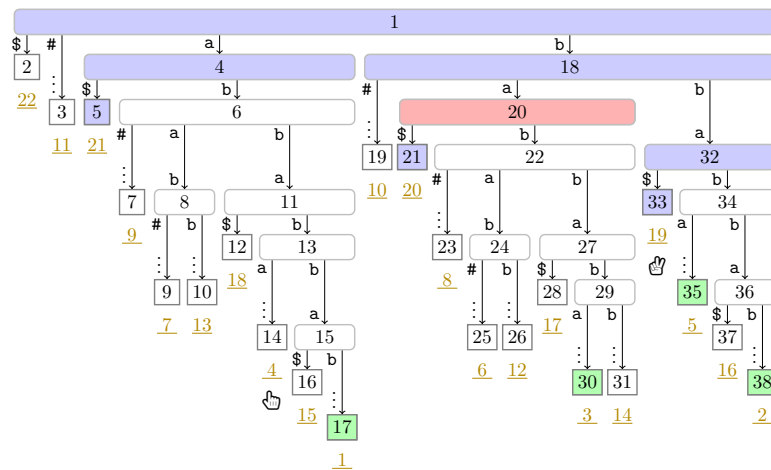 1
$ # a b
2 4 18
$ b # a b
22
3 5 6 20
# a b $ b a
11 21
19 21 22 32
b a # a b $ b
10 20
7 8 11 33 34
# b $ b b a a b
9 19
12 13 23 24 27
a b # b $ b a
18 8
9 10 28 29 35 36
a a b $ b
7 13 17 5
14 15 25 26 37
$ b
4 6 12 16
16 30 31 38
15 3 14 2
17
1